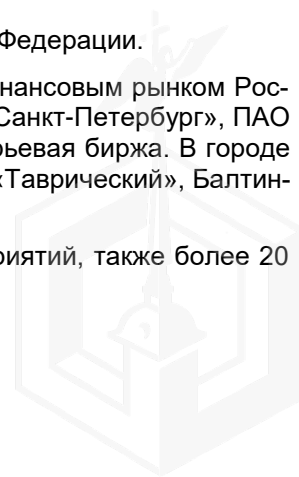 Федерации.
нансовым рынком Рос-
Санкт-Петербург», ПАО
рьевая биржа. В городе
«Таврический», Балтин-
риятий, также более 20